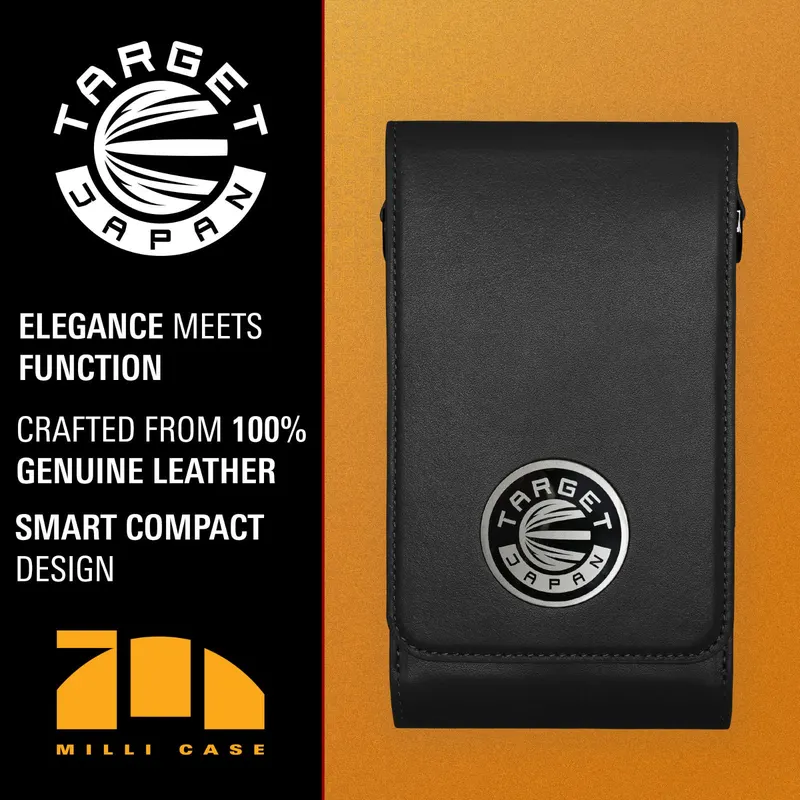 TARGET
JAPAN
ELEGANCE MEETS
FUNCTION
CRAFTED FROM 100%
GENUINE LEATHER
SMART COMPACT
DESIGN
MILLI CASE
TARGET
JAPAN